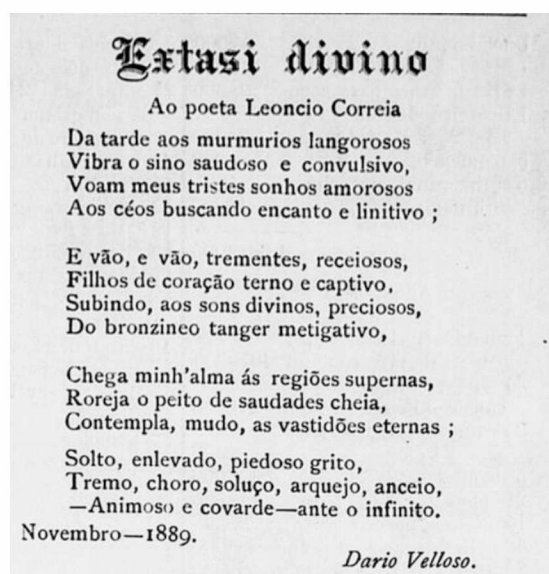 Extasi divino
Ao poeta Leoncio Correia
Da tarde aos murmurios langorosos
Vibra o sino saudoso e convulsivo,
Voam meus tristes sonhos amorosos
Aos céos buscando encanto e linitivo ;
E vão, e vão, trementes, receiosos,
Filhos de coração terno e captivo,
Subindo, aos sons divinos, preciosos,
Do bronzineo tanger metigativo,
Chega minh'alma ás regiões supernas,
Roreja o peito de saudades cheia,
Contempla, mudo, as vastidões eternas ;
Solto, enlevado, piedoso grito,
Tremo, choro, soluço, arquejo, anceio,
—Animoso e covarde—ante o infinito.
Novembro—1889.
Dario Velloso.